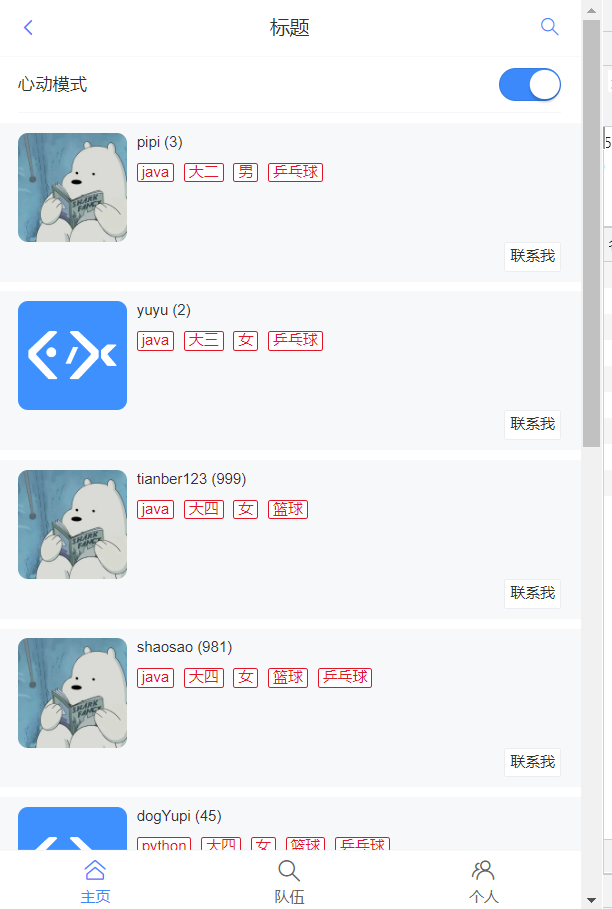 标题
心动模式
pipi (3)
java 大二 男 乒乓球
联系我
yuyu (2)
java 大三 女 乒乓球
联系我
tianber123 (999)
java 大四 女 篮球
联系我
shaosao (981)
java 大四 女 篮球 乒乓球
联系我
dogYupi (45)
python 大四 女 篮球 乒乓球
主页 队伍 个人